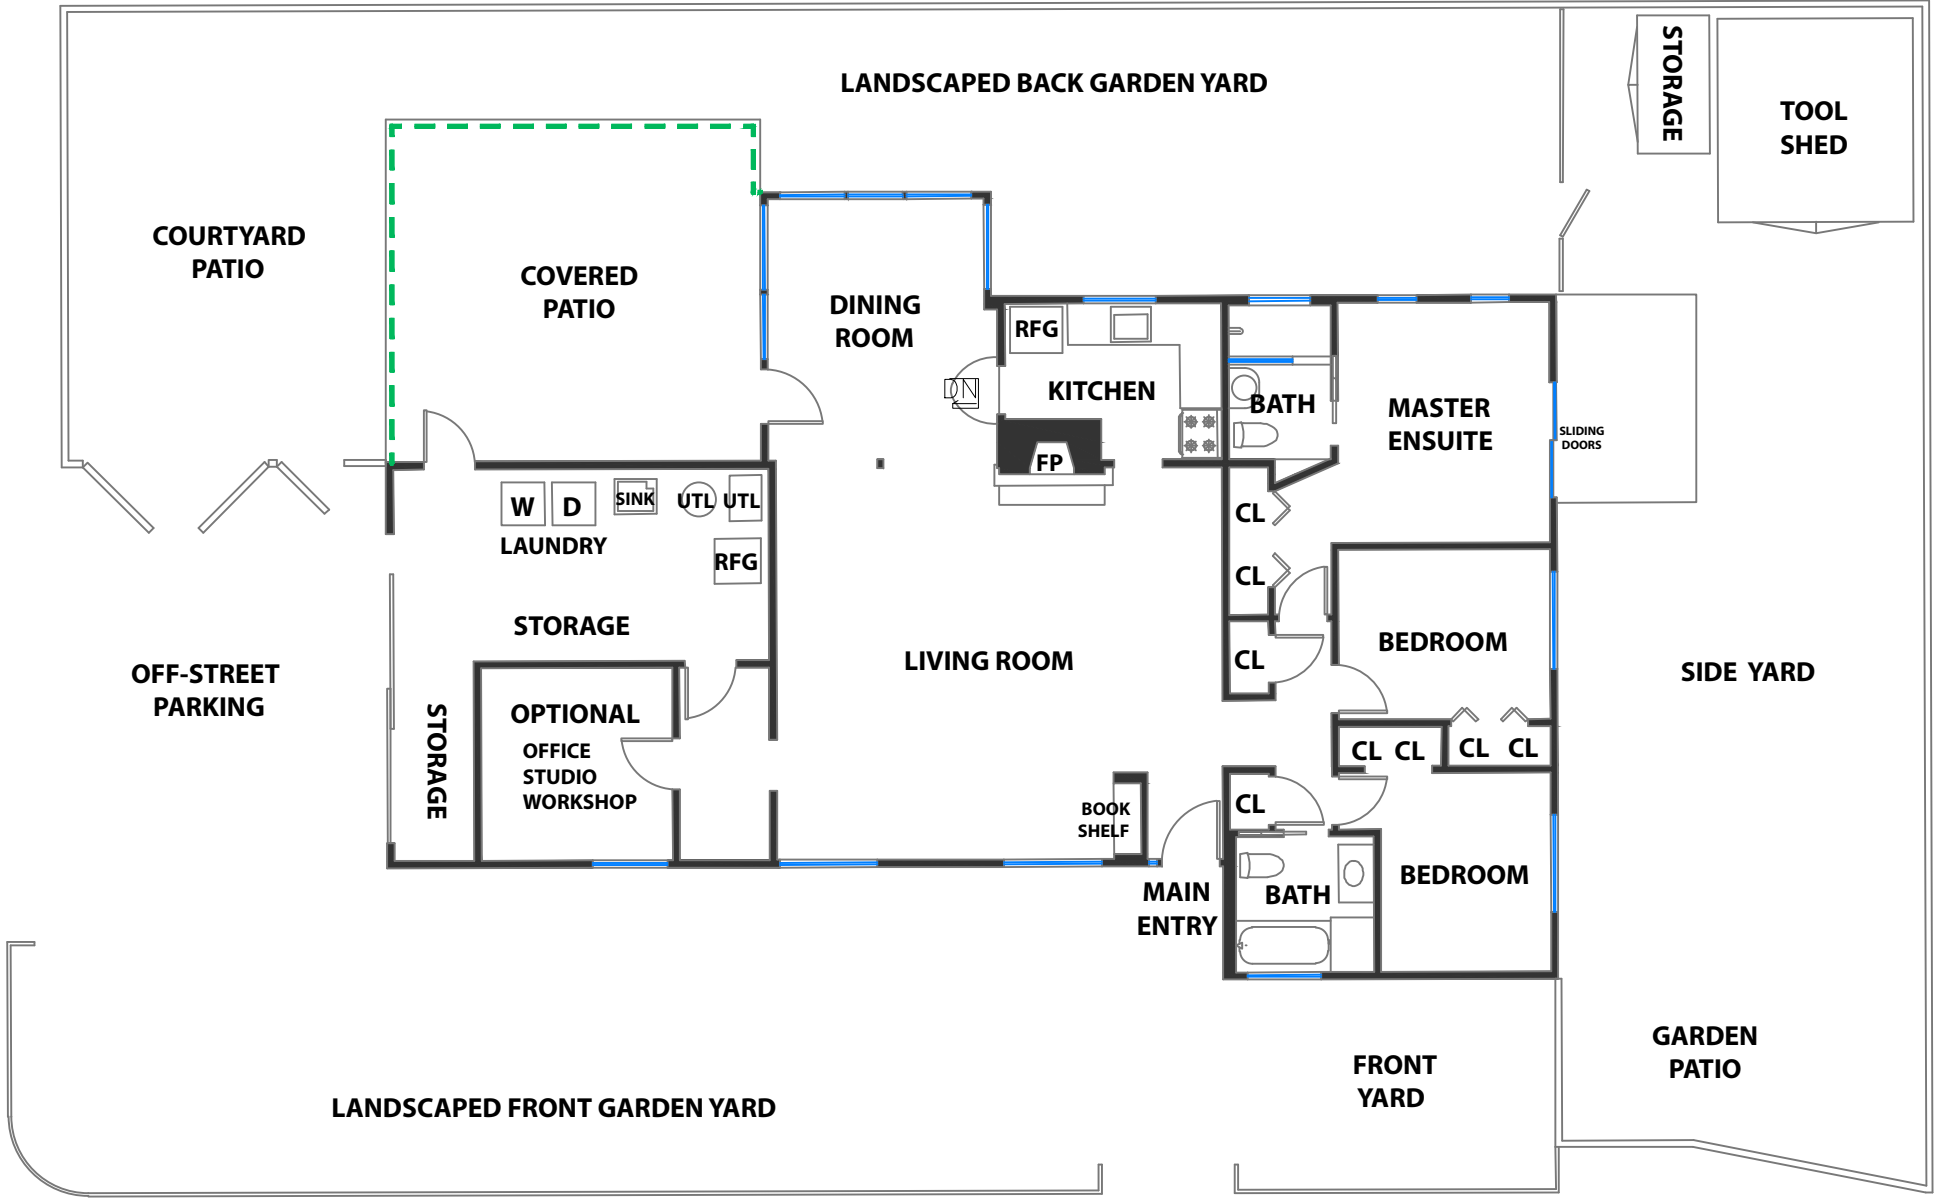 LANDSCAPED BACK GARDEN YARD
STORAGE
TOOL
SHED
COURTYARD
PATIO
COVERED
PATIO
DINING
ROOM
RFG
KITCHEN
BATH
MASTER
ENSUITE
SLIDING
DOORS
FP
W
D
SINK
UTL
UTL
LAUNDRY
RFG
CL
CL
STORAGE
LIVING ROOM
CL
BEDROOM
SIDE YARD
OFF-STREET
PARKING
STORAGE
OPTIONAL
OFFICE
STUDIO
WORKSHOP
CL CL
CL CL
BOOK
SHELF
CL
MAIN
ENTRY
BATH
BEDROOM
GARDEN
PATIO
FRONT
YARD
LANDSCAPED FRONT GARDEN YARD